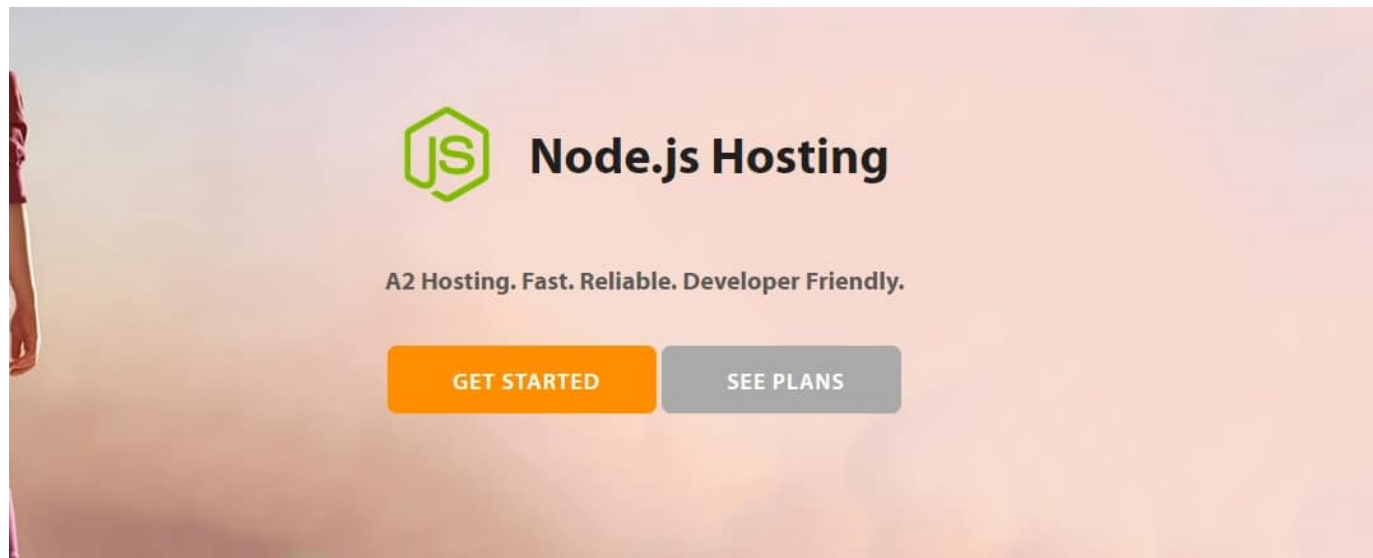 JS
Node.js Hosting
A2 Hosting. Fast. Reliable. Developer Friendly.
GET STARTED
SEE PLANS